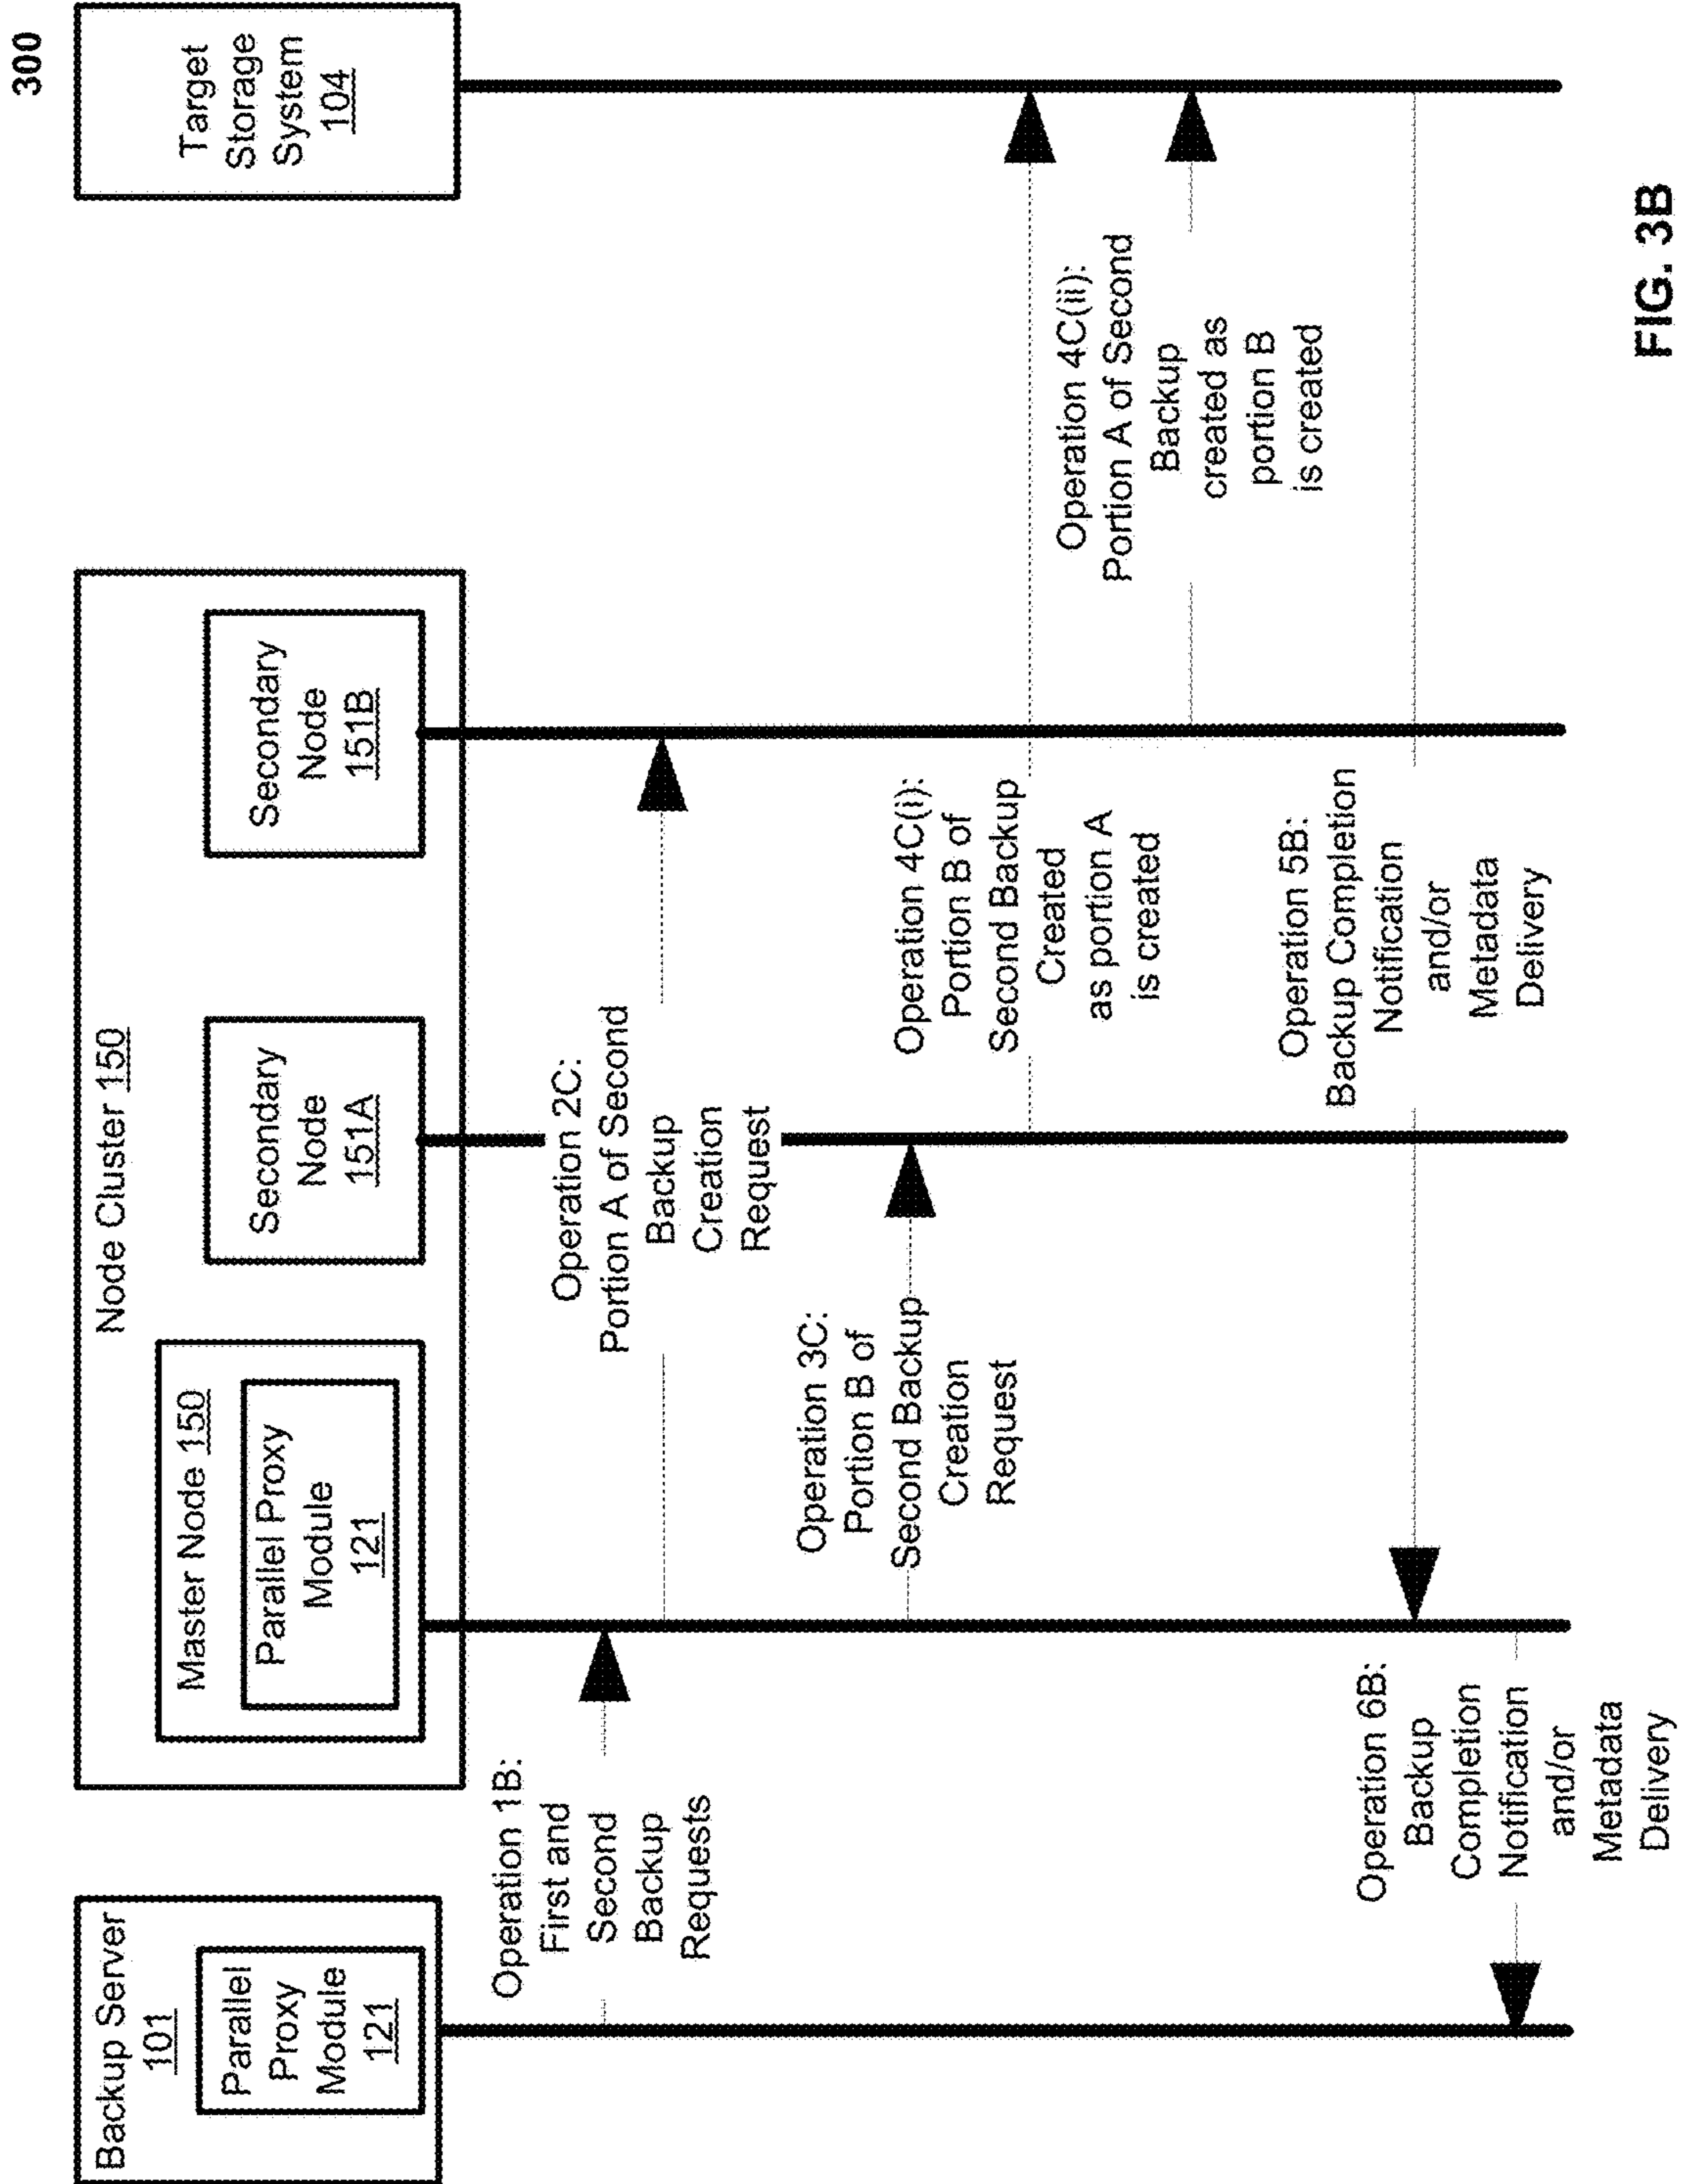 300
Backup Server
101
Parallel
Proxy
Module
121
Node Cluster 150
Master Node 150
Parallel Proxy
Module
121
Secondary
Node
151A
Secondary
Node
151B
Target
Storage
System
104
Operation 1B:
First and
Second
Backup
Requests
Operation 2C:
Portion A of Second
Backup
Creation
Request
Operation 3C:
Portion B of
Second Backup
Creation
Request
Operation 4C(i):
Portion B of
Second Backup
Created
as portion A
is created
Operation 4C(ii):
Portion A of Second
Backup
created as
portion B
is created
Operation 5B:
Backup Completion
Notification
and/or
Metadata
Delivery
Operation 6B:
Backup
Completion
Notification
and/or
Metadata
Delivery
FIG. 3B